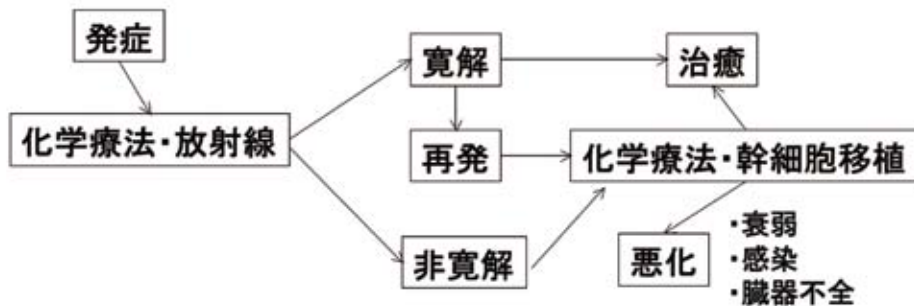 発症
寛解
治癒
化学療法・放射線
再発
化学療法・幹細胞移植
非寛解
悪化
・衰弱
・感染
・臓器不全